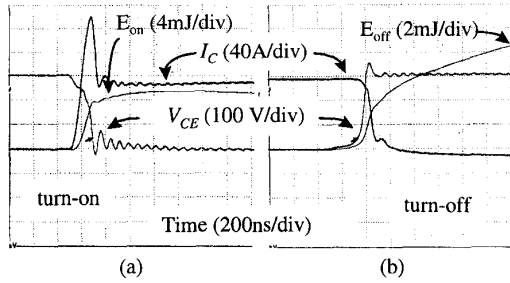 E_on (4mJ/div)
I_C (40A/div)
E_off (2mJ/div)
V_CE (100 V/div)
turn-on
turn-off
Time (200ns/div)
(a)
(b)